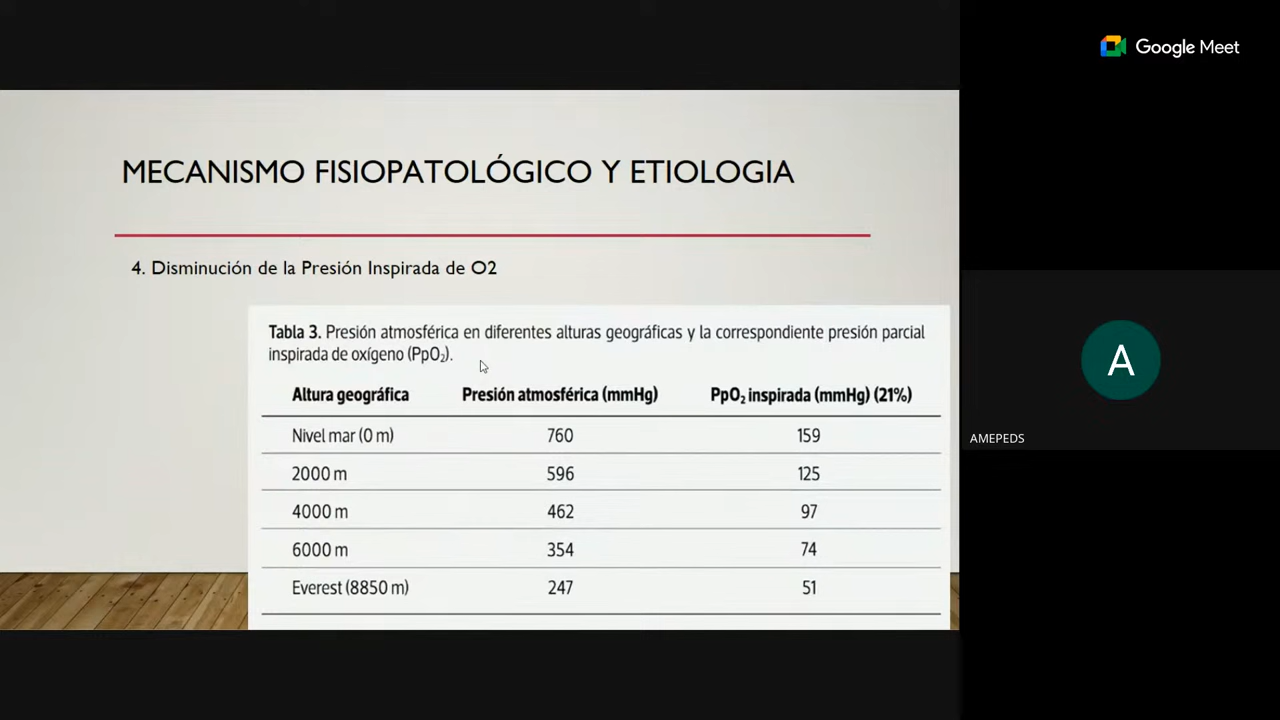 Google Meet
MECANISMO FISIOPATOLÓGICO Y ETIOLOGIA
4. Disminución de la Presión Inspirada de O2
Tabla 3. Presión atmosférica en diferentes alturas geográficas y la correspondiente presión parcial
inspirada de oxígeno (PpO₂).
Altura geográfica Presión atmosférica (mmHg) PpO₂ inspirada (mmHg) (21%)
Nivel mar (0 m) 760 159
2000 m 596 125
4000 m 462 97
6000 m 354 74
Everest (8850 m) 247 51
A
AMEPEDS